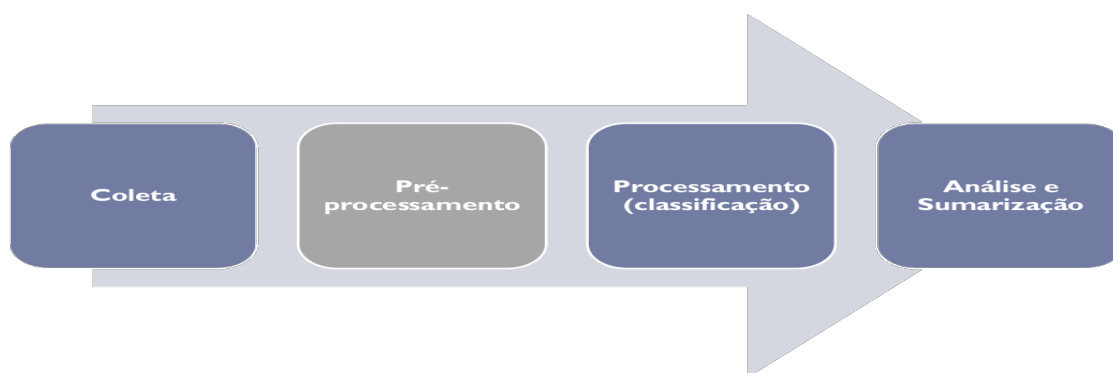 Coleta
Pré-
processamento
Processamento
(classificação)
Análise e
Sumarização